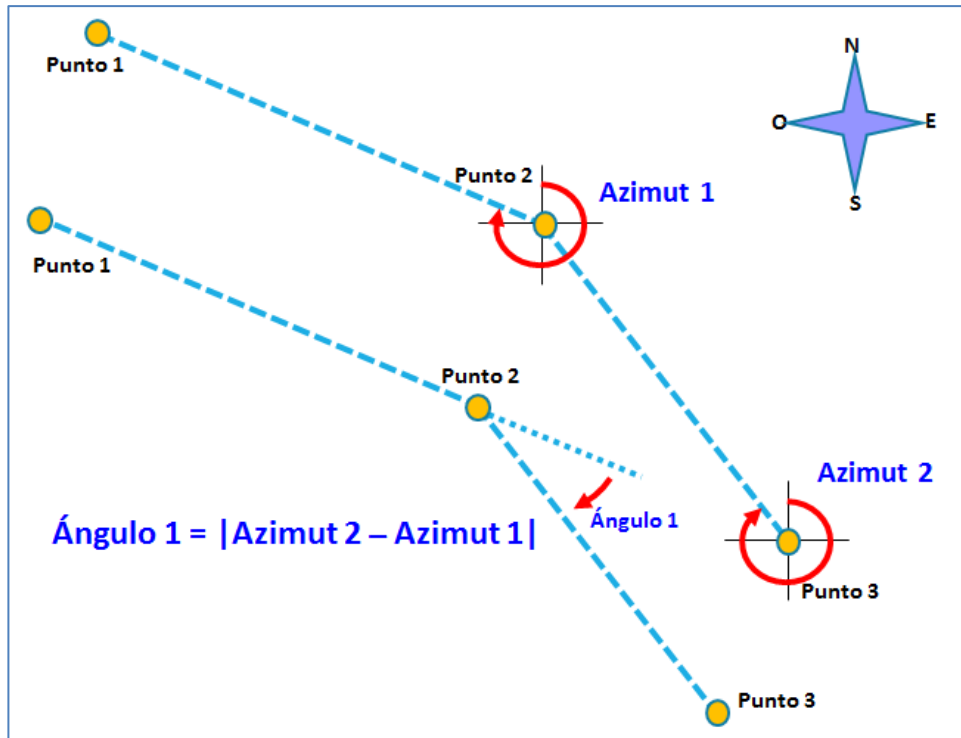 Punto 1
N
O
E
S
Punto 2
Azimut 1
Punto 1
Punto 2
Azimut 2
Ángulo 1
Ángulo 1 = |Azimut 2 – Azimut 1|
Punto 3
Punto 3